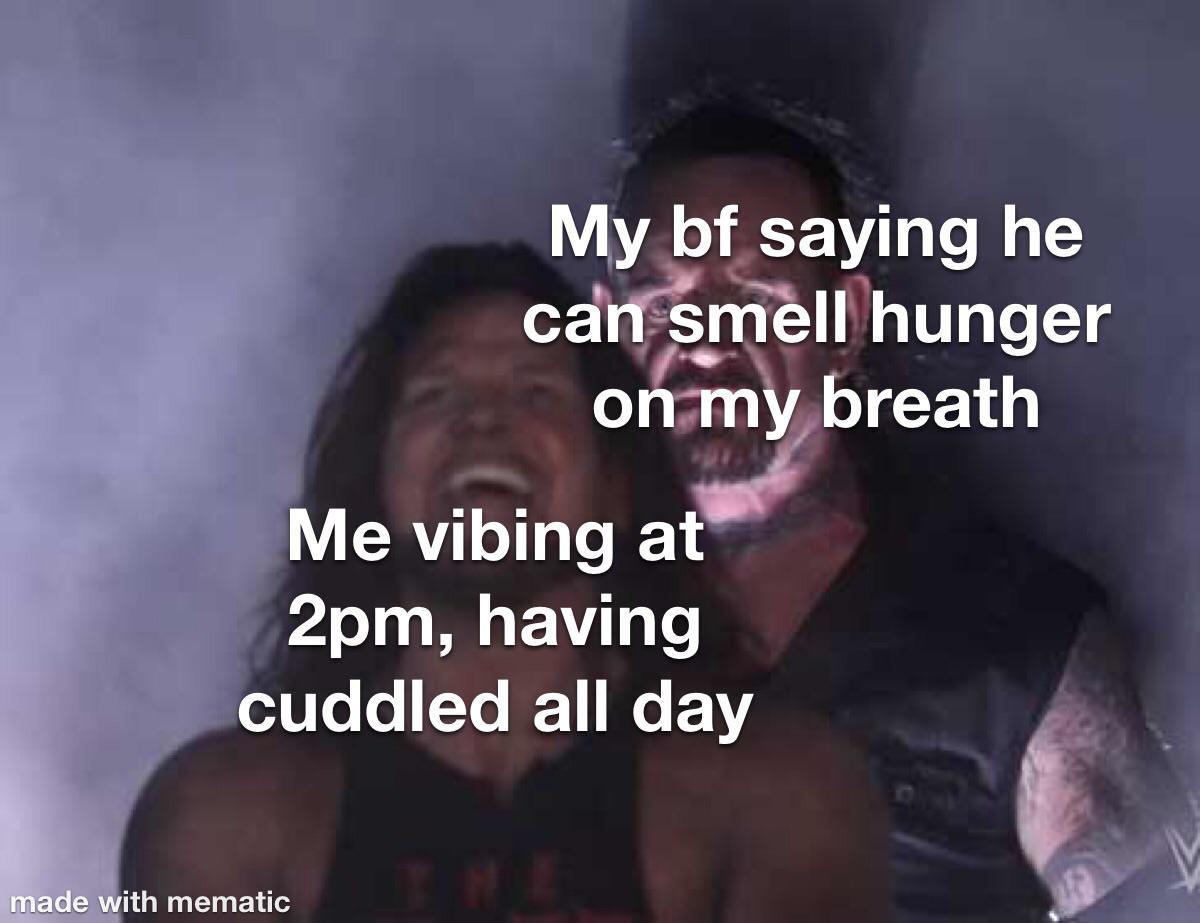 My bf saying he
can smell hunger
on my breath
Me vibing at
2pm, having
cuddled all day
THE
made with mematic
W